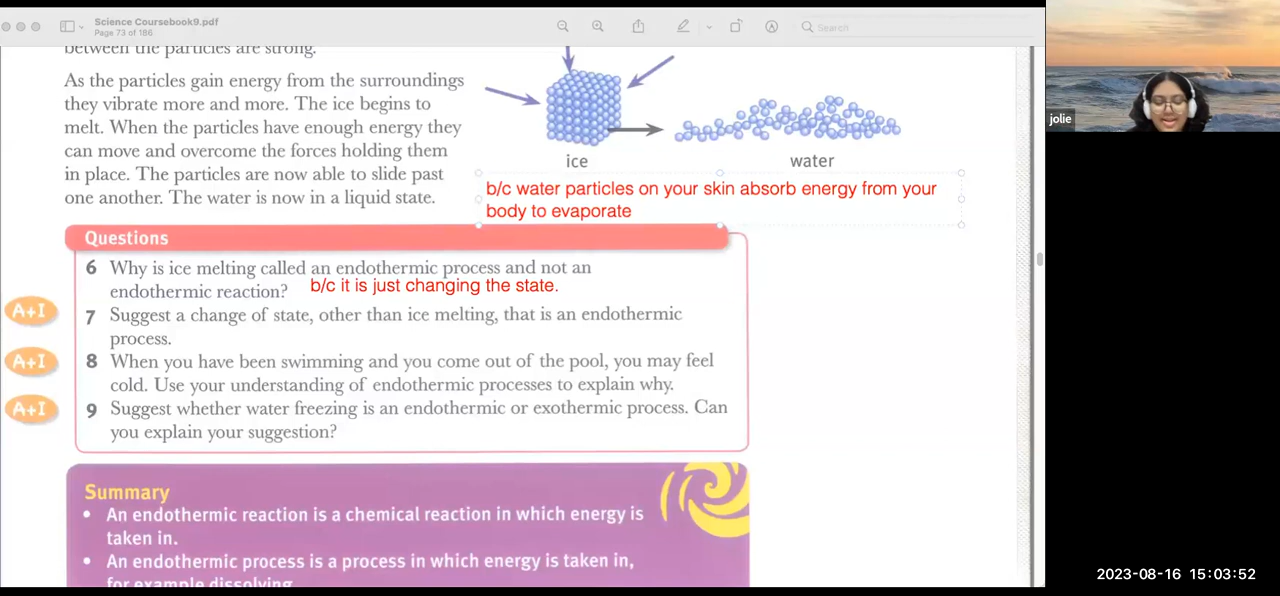 Science Coursebook9.pdf
Page 73 of 186
Search
between the particles are strong.
As the particles gain energy from the surroundings
they vibrate more and more. The ice begins to
melt. When the particles have enough energy they
can move and overcome the forces holding them
in place. The particles are now able to slide past
one another. The water is now in a liquid state.
ice
water
b/c water particles on your skin absorb energy from your
body to evaporate
Questions
6 Why is ice melting called an endothermic process and not an
endothermic reaction?
b/c it is just changing the state.
A+I
7 Suggest a change of state, other than ice melting, that is an endothermic
process.
A+I
8 When you have been swimming and you come out of the pool, you may feel
cold. Use your understanding of endothermic processes to explain why.
A+I
9 Suggest whether water freezing is an endothermic or exothermic process. Can
you explain your suggestion?
Summary
• An endothermic reaction is a chemical reaction in which energy is
taken in.
• An endothermic process is a process in which energy is taken in,
for example dissolving
jolie
2023-08-16 15:03:52